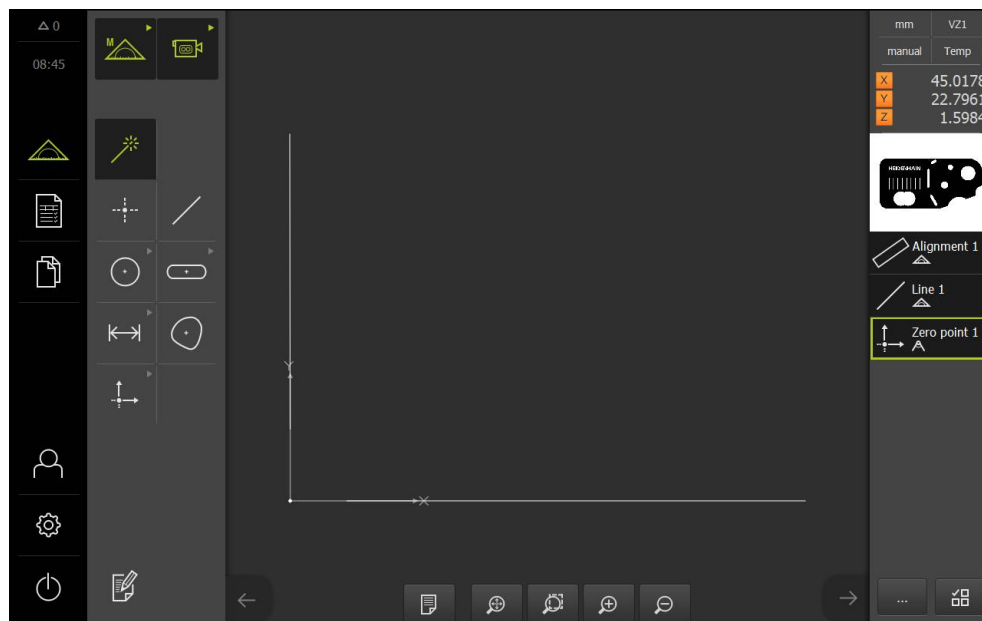 0
08:45
M
mm VZ1
manual Temp
X 45.0178
Y 22.7961
Z 1.5984
HEIDENHAIN
Alignment 1
Line 1
Zero point 1
Y
X
...